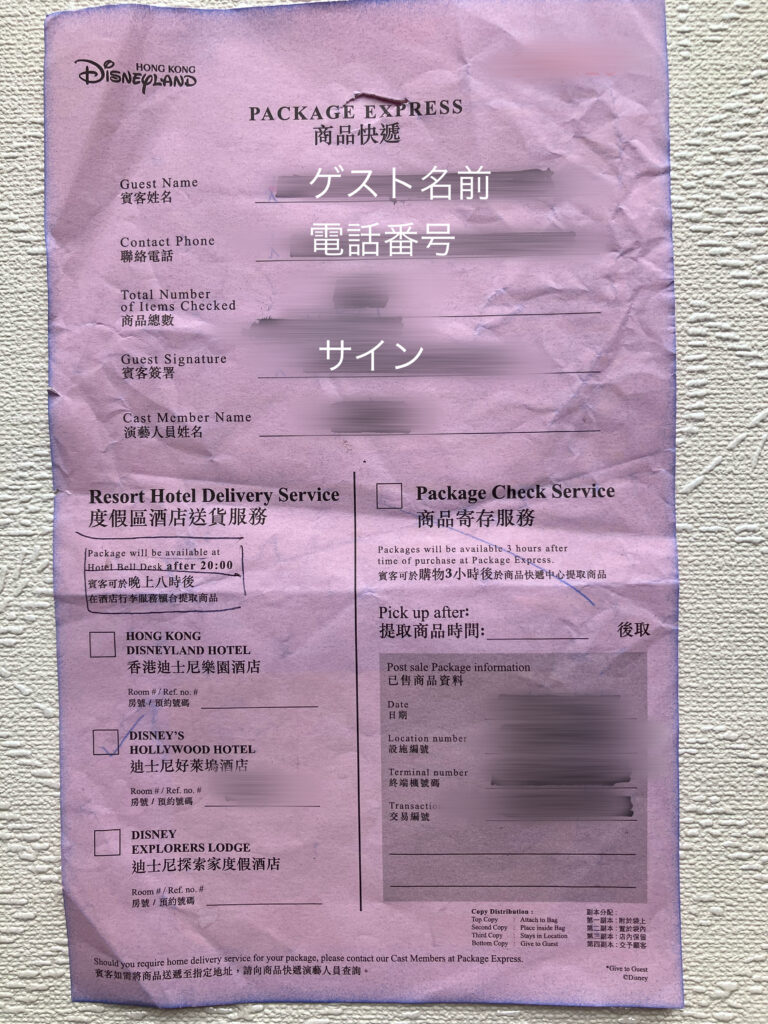 HONG KONG
DISNEYLAND
PACKAGE EXPRESS
商品快遞
Guest Name
賓客姓名
ゲスト名前
Contact Phone
聯絡電話
電話番号
Total Number
of Items Checked
商品總數
Guest Signature
賓客簽署
サイン
Cast Member Name
演藝人員姓名
Resort Hotel Delivery Service
度假區酒店送貨服務
Package will be available at
Hotel Bell Desk after 20:00
賓客可於晚上八時後
在酒店行李服務櫃台提取商品
HONG KONG
DISNEYLAND HOTEL
香港迪士尼樂園酒店
Room # / Ref. no. #
房號 / 預約號碼
DISNEY'S
HOLLYWOOD HOTEL
迪士尼好萊塢酒店
Room # / Ref. no. #
房號 / 預約號碼
DISNEY
EXPLORERS LODGE
迪士尼探索家度假酒店
Room # / Ref. no. #
房號 / 預約號碼
Package Check Service
商品寄存服務
Packages will be available 3 hours after
time of purchase at Package Express.
賓客可於購物3小時後於商品快遞中心提取商品
Pick up after:
提取商品時間: 後取
Post sale Package information
已售商品資料
Date
日期
Location number
設施編號
Terminal number
終端機號碼
交易編號
Copy Distribution :
Top Copy : Attach to Bag
Second Copy : Place inside Bag
Third Copy : Stays in Location
Bottom Copy : Give to Guest
副本分配 :
第一副本 : 附於袋上
第二副本 : 置於袋內
第三副本 : 店內保留
第四副本 : 交予顧客
Should you require home delivery service for your package, please contact our Cast Members at Package Express.
賓客如需將商品送遞至指定地址，請向商品快遞演藝人員查詢。
*Give to Guest
©Disney